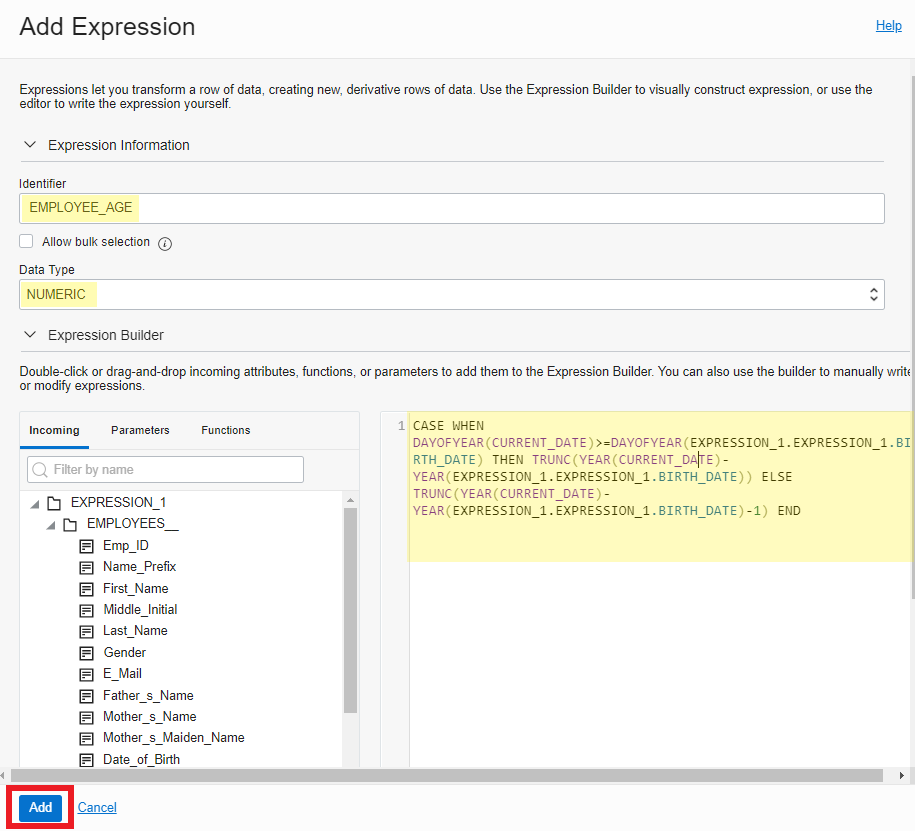 Add Expression
Help
Expressions let you transform a row of data, creating new, derivative rows of data. Use the Expression Builder to visually construct expression, or use the
editor to write the expression yourself.
Expression Information
Identifier
EMPLOYEE_AGE
Allow bulk selection
Data Type
NUMERIC
Expression Builder
Double-click or drag-and-drop incoming attributes, functions, or parameters to add them to the Expression Builder. You can also use the builder to manually write
or modify expressions.
Incoming Parameters Functions
Filter by name
EXPRESSION_1
EMPLOYEES__
Emp_ID
Name_Prefix
First_Name
Middle_Initial
Last_Name
Gender
E_Mail
Father_s_Name
Mother_s_Name
Mother_s_Maiden_Name
Date_of_Birth
1 CASE WHEN
DAYOFYEAR(CURRENT_DATE)>=DAYOFYEAR(EXPRESSION_1.EXPRESSION_1.BI
RTH_DATE) THEN TRUNC(YEAR(CURRENT_DATE)-
YEAR(EXPRESSION_1.EXPRESSION_1.BIRTH_DATE)) ELSE
TRUNC(YEAR(CURRENT_DATE)-
YEAR(EXPRESSION_1.EXPRESSION_1.BIRTH_DATE)-1) END
Add Cancel